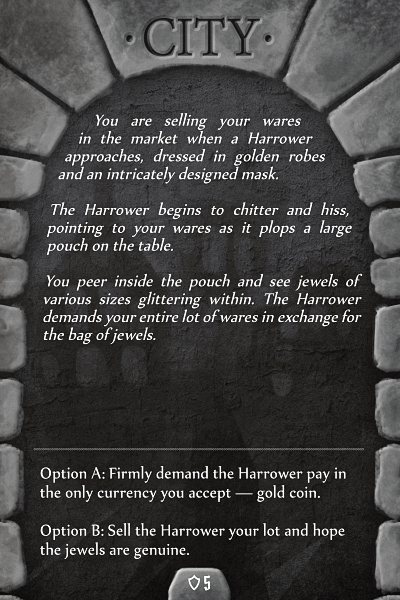 · CITY ·
You are selling your wares
in the market when a Harrower
approaches, dressed in golden robes
and an intricately designed mask.
The Harrower begins to chitter and hiss,
pointing to your wares as it plops a large
pouch on the table.
You peer inside the pouch and see jewels of
various sizes glittering within. The Harrower
demands your entire lot of wares in exchange for
the bag of jewels.
Option A: Firmly demand the Harrower pay in
the only currency you accept — gold coin.
Option B: Sell the Harrower your lot and hope
the jewels are genuine.
5